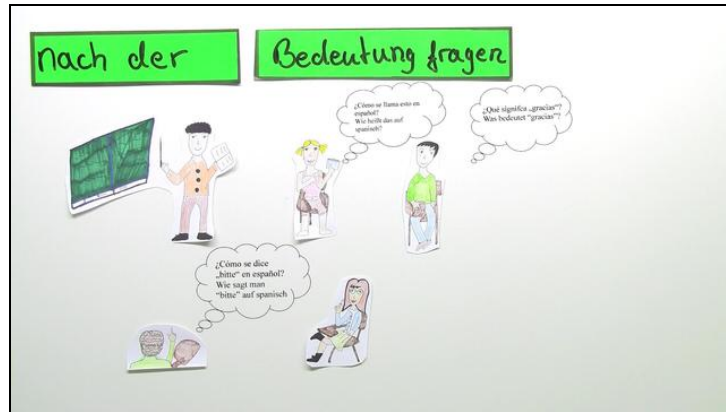 nach der Bedeutung fragen
¿Cómo se llama esto en
español?
Wie heißt das auf
spanisch?
¿Qué significa „gracias“?
Was bedeutet “gracias”?
¿Cómo se dice
„bitte“ en español?
Wie sagt man
“bitte” auf spanisch